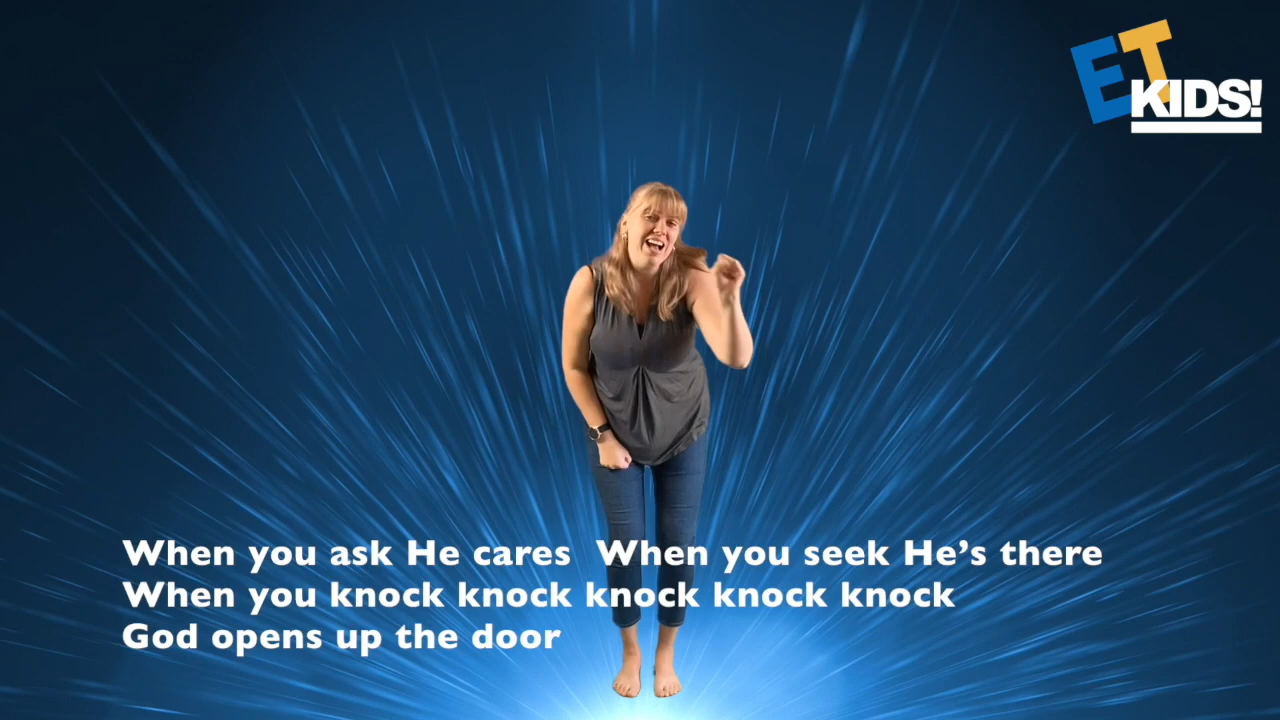 ET
KIDS!
When you ask He cares  When you seek He’s there
When you knock knock knock knock knock
God opens up the door